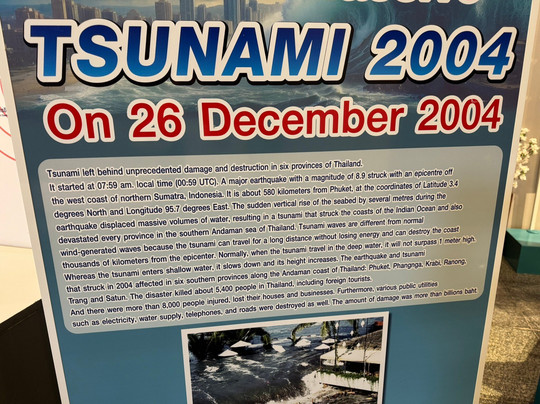 TSUNAMI 2004
On 26 December 2004
Tsunami left behind unprecedented damage and destruction in six provinces of Thailand.
It started at 07:59 am. local time (00:59 UTC). A major earthquake with a magnitude of 8.9 struck with an epicentre off
the west coast of northern Sumatra, Indonesia. It is about 580 kilometers from Phuket, at the coordinates of Latitude 3.4
degrees North and Longitude 95.7 degrees East. The sudden vertical rise of the seabed by several metres during the
earthquake displaced massive volumes of water, resulting in a tsunami that struck the coasts of the Indian Ocean and also
devastated every province in the southern Andaman sea of Thailand. Tsunami waves are different from normal
wind-generated waves because the tsunami can travel for a long distance without losing energy and can destroy the coast
thousands of kilometers from the epicenter. Normally, when the tsunami travel in the deep water, it will not surpass 1 meter high.
Whereas the tsunami enters shallow water, it slows down and its height increases. The earthquake and tsunami
that struck in 2004 affected in six southern provinces along the Andaman coast of Thailand: Phuket, Phangnga, Krabi, Ranong,
Trang and Satun. The disaster killed about 5,400 people in Thailand, including foreign tourists.
And there were more than 8,000 people injured, lost their houses and businesses. Furthermore, various public utilities
such as electricity, water supply, telephones, and roads were destroyed as well. The amount of damage was more than billions baht.